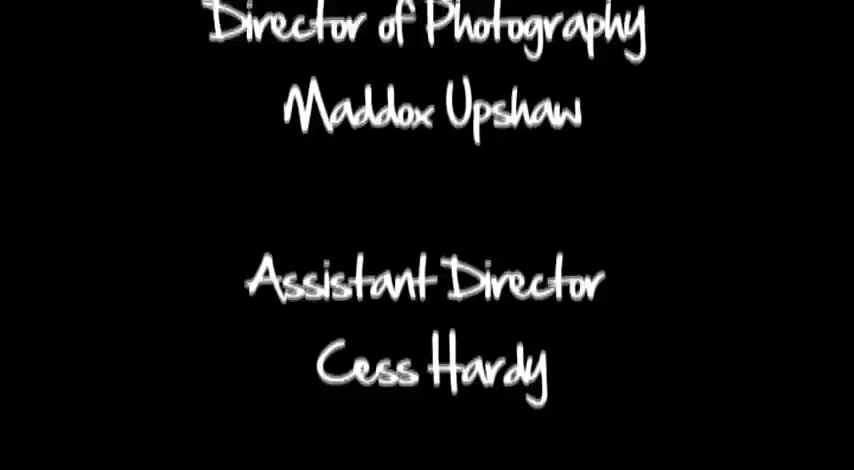 Director of Photography
Maddox Upshaw
Assistant Director
Cess Hardy